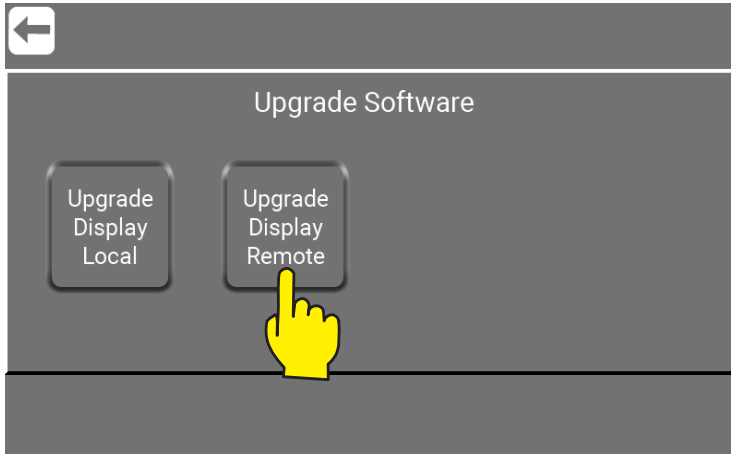 Upgrade Software
Upgrade
Display
Local
Upgrade
Display
Remote